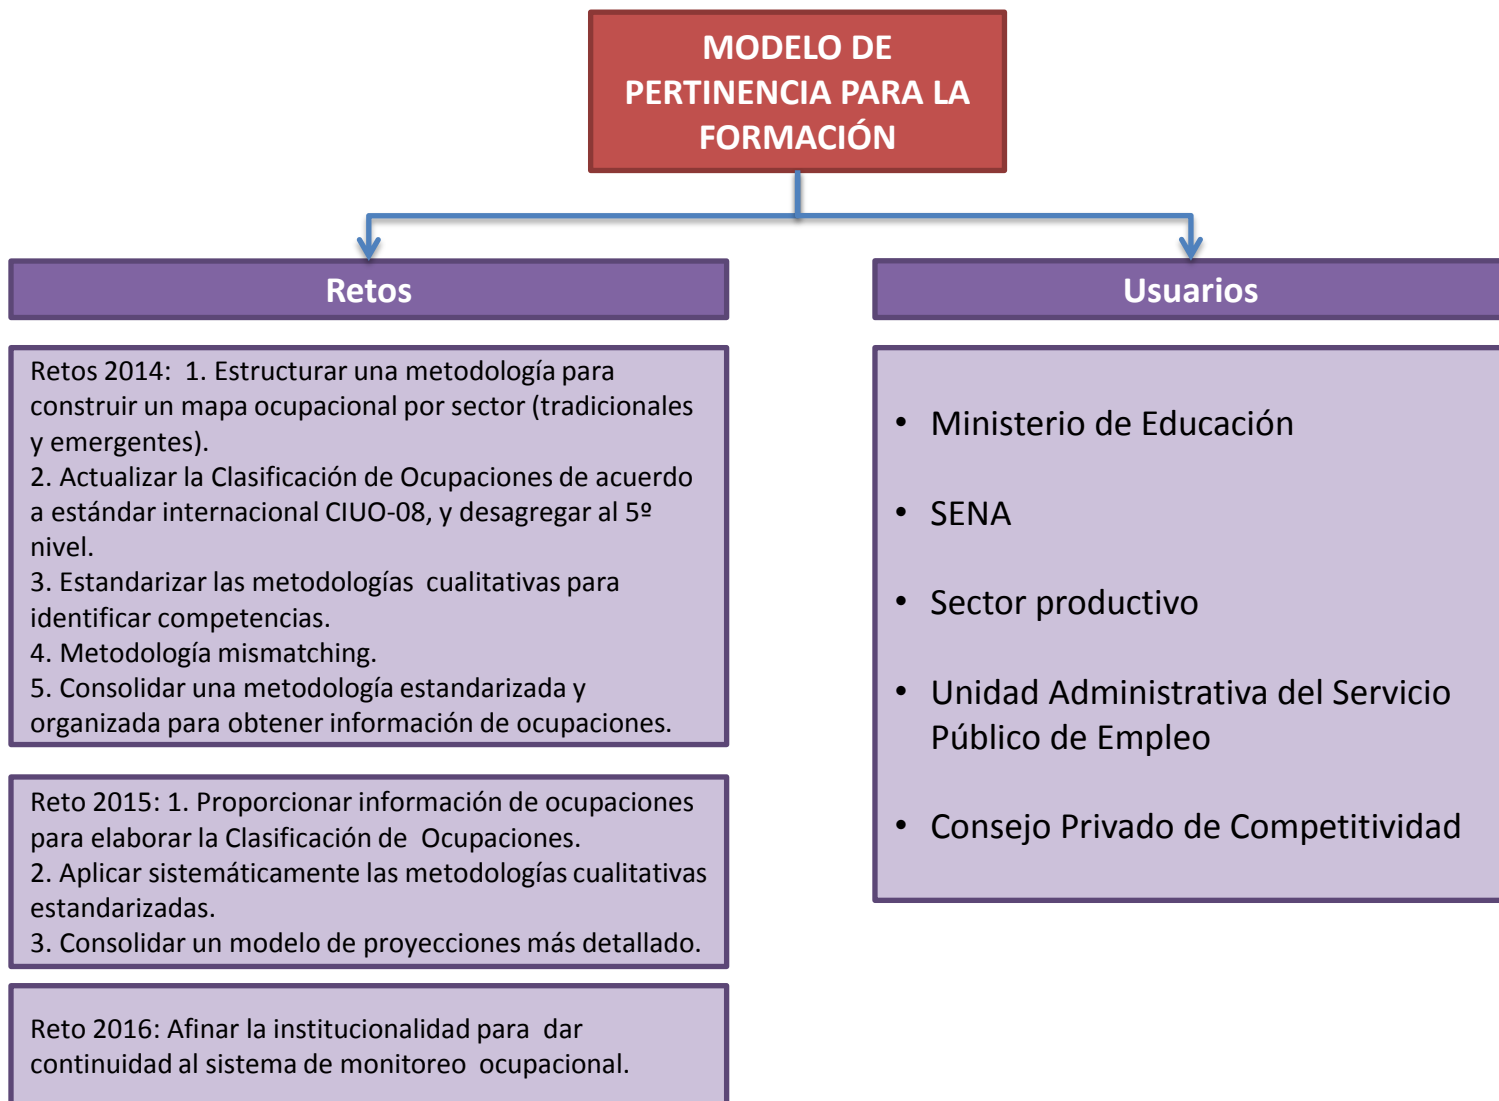 MODELO DE
PERTINENCIA PARA LA
FORMACIÓN
Retos
Retos 2014:  1. Estructurar una metodología para
construir un mapa ocupacional por sector (tradicionales
y emergentes).
2. Actualizar la Clasificación de Ocupaciones de acuerdo
a estándar internacional CIUO-08, y desagregar al 5º
nivel.
3. Estandarizar las metodologías  cualitativas para
identificar competencias.
4. Metodología mismatching.
5. Consolidar una metodología estandarizada y
organizada para obtener información de ocupaciones.
Reto 2015: 1. Proporcionar información de ocupaciones
para elaborar la Clasificación de  Ocupaciones.
2. Aplicar sistemáticamente las metodologías cualitativas
estandarizadas.
3. Consolidar un modelo de proyecciones más detallado.
Reto 2016: Afinar la institucionalidad para  dar
continuidad al sistema de monitoreo  ocupacional.
Usuarios
• Ministerio de Educación
• SENA
• Sector productivo
• Unidad Administrativa del Servicio
Público de Empleo
• Consejo Privado de Competitividad